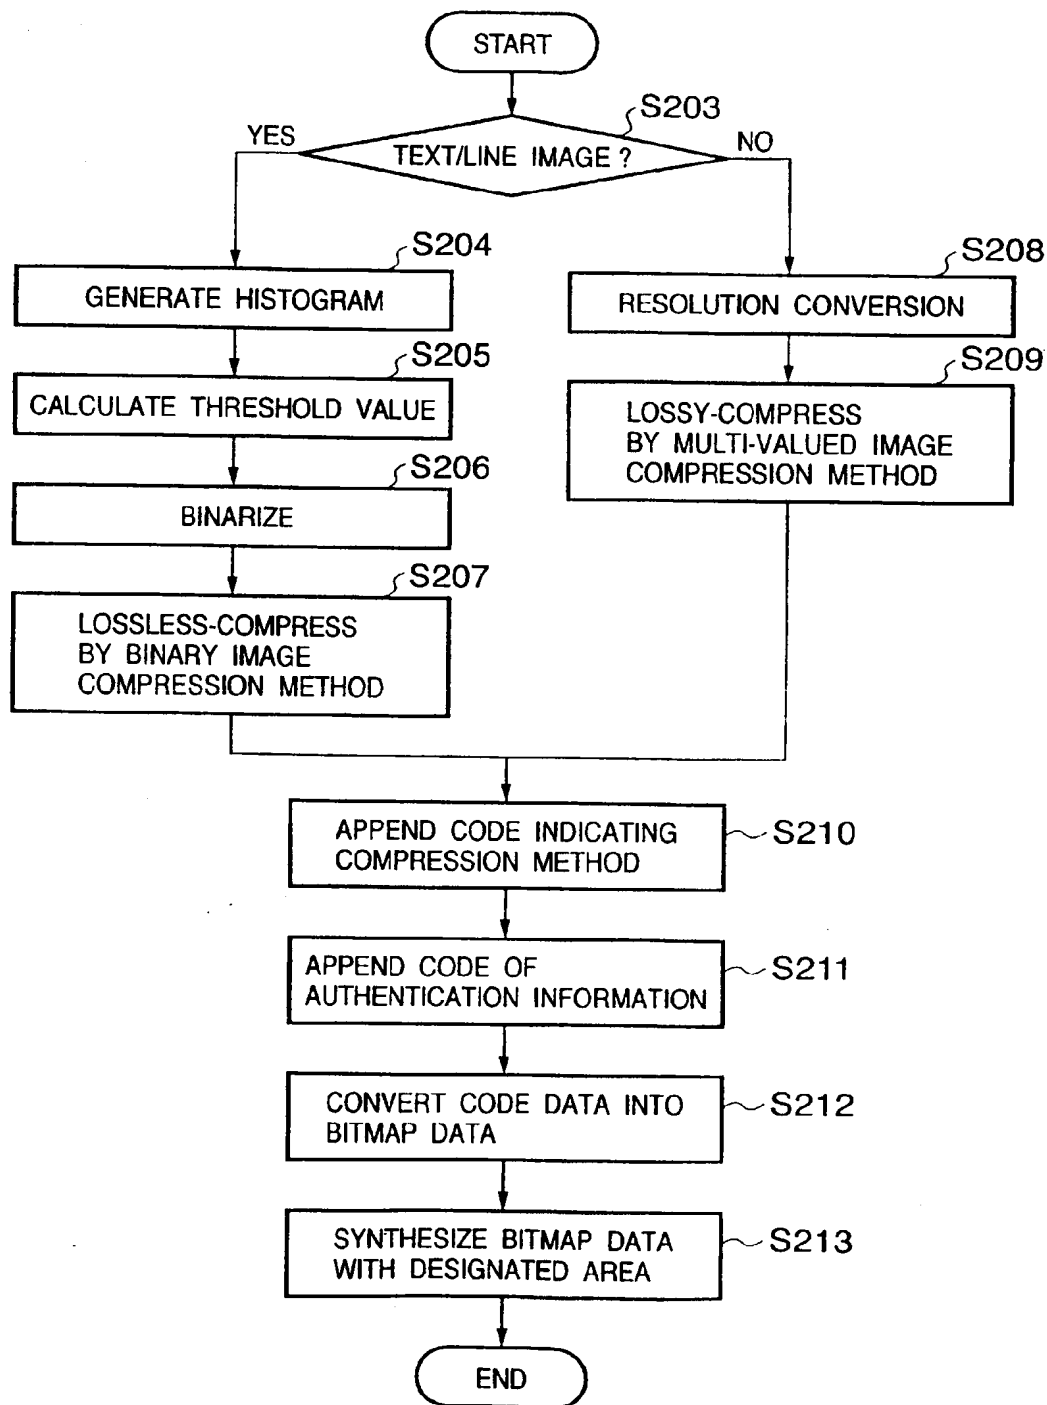 START
S203
YES
TEXT/LINE IMAGE ?
NO
S204
GENERATE HISTOGRAM
S205
CALCULATE THRESHOLD VALUE
S206
BINARIZE
S207
LOSSLESS-COMPRESS
BY BINARY IMAGE
COMPRESSION METHOD
S208
RESOLUTION CONVERSION
S209
LOSSY-COMPRESS
BY MULTI-VALUED IMAGE
COMPRESSION METHOD
APPEND CODE INDICATING
COMPRESSION METHOD
S210
APPEND CODE OF
AUTHENTICATION INFORMATION
S211
CONVERT CODE DATA INTO
BITMAP DATA
S212
SYNTHESIZE BITMAP DATA
WITH DESIGNATED AREA
S213
END